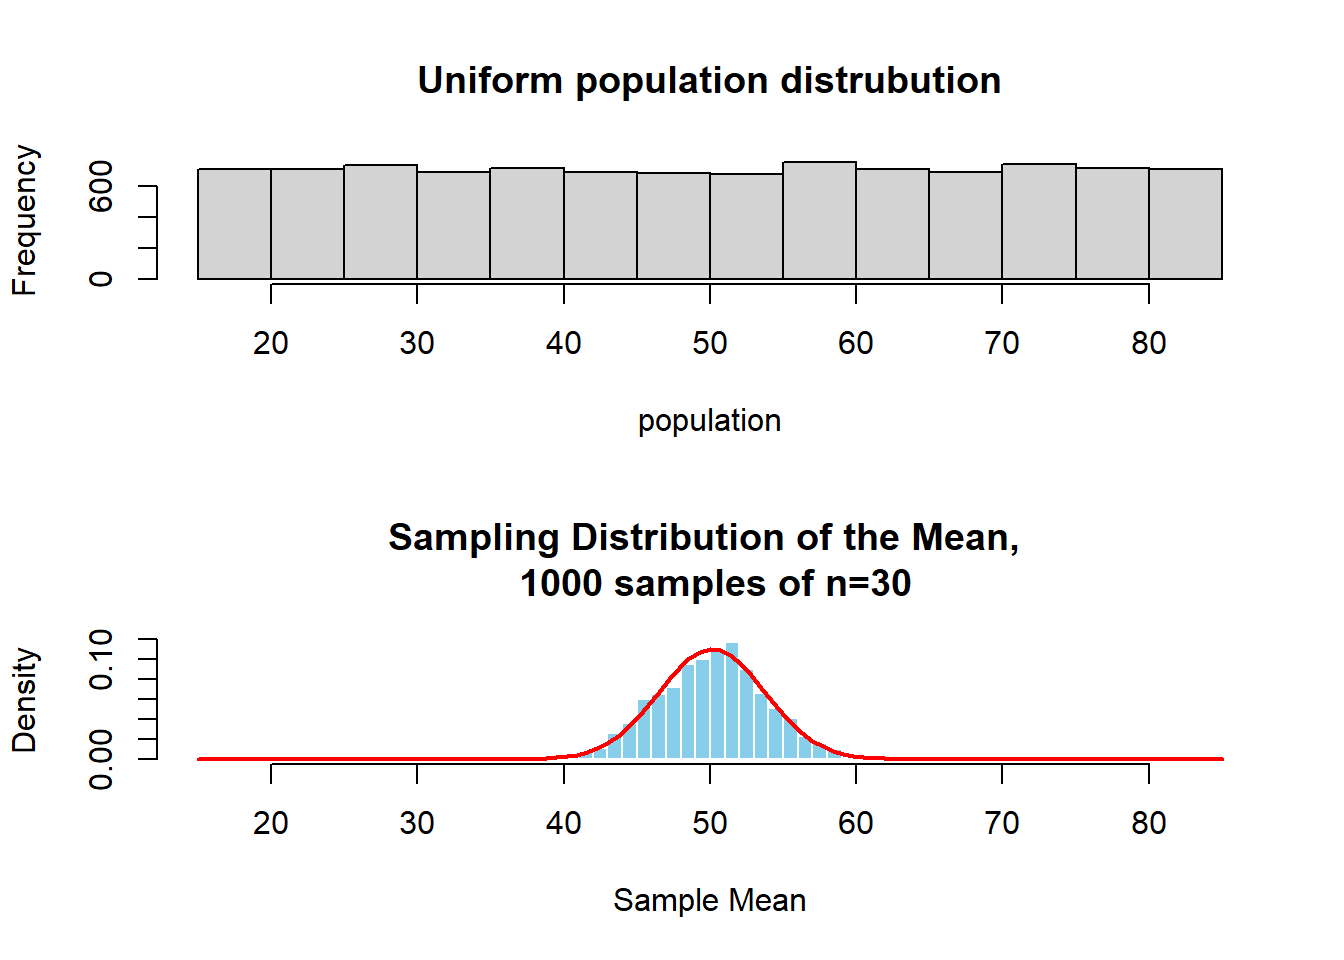 Uniform population distrubution
Frequency
600
0
20 30 40 50 60 70 80
population
Sampling Distribution of the Mean,
1000 samples of n=30
Density
0.10
0.00
20 30 40 50 60 70 80
Sample Mean